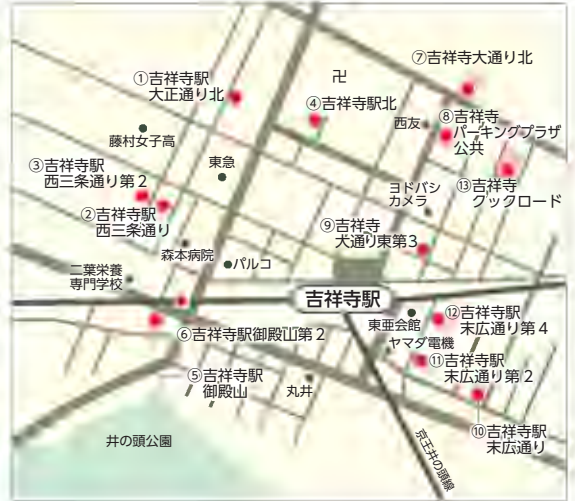 ⑦吉祥寺大通り北
卍
①吉祥寺駅
大正通り北
④吉祥寺駅北
西友
⑧吉祥寺
パーキングプラザ
公共
藤村女子高
東急
③吉祥寺駅
西三条通り第2
②吉祥寺駅
西三条通り
ヨドバシ
カメラ
⑬吉祥寺
グックロード
⑨吉祥寺
犬通り東第3
森本病院
パルコ
二葉栄養
専門学校
吉祥寺駅
東亜会館
⑫吉祥寺駅
末広通り第4
ヤマダ電機
⑥吉祥寺駅御殿山第2
⑪吉祥寺駅
末広通り第2
⑤吉祥寺駅
御殿山
丸井
⑩吉祥寺駅
末広通り
井の頭公園
京王井の頭線